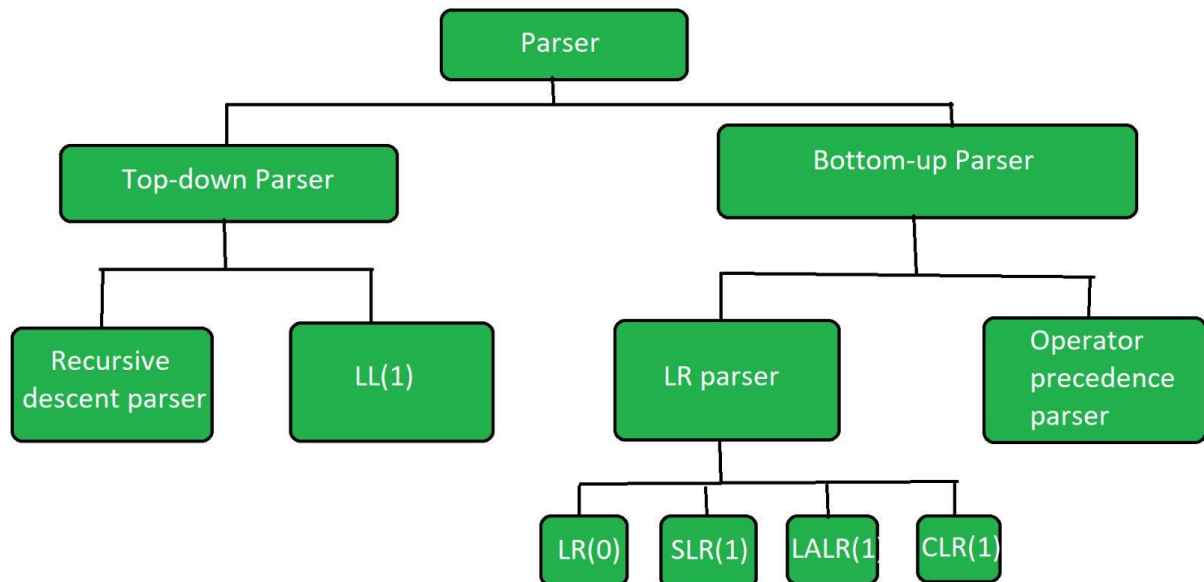 Parser
Top-down Parser
Bottom-up Parser
Recursive
descent parser
LL(1)
LR parser
Operator
precedence
parser
LR(0)
SLR(1)
LALR(1)
CLR(1)